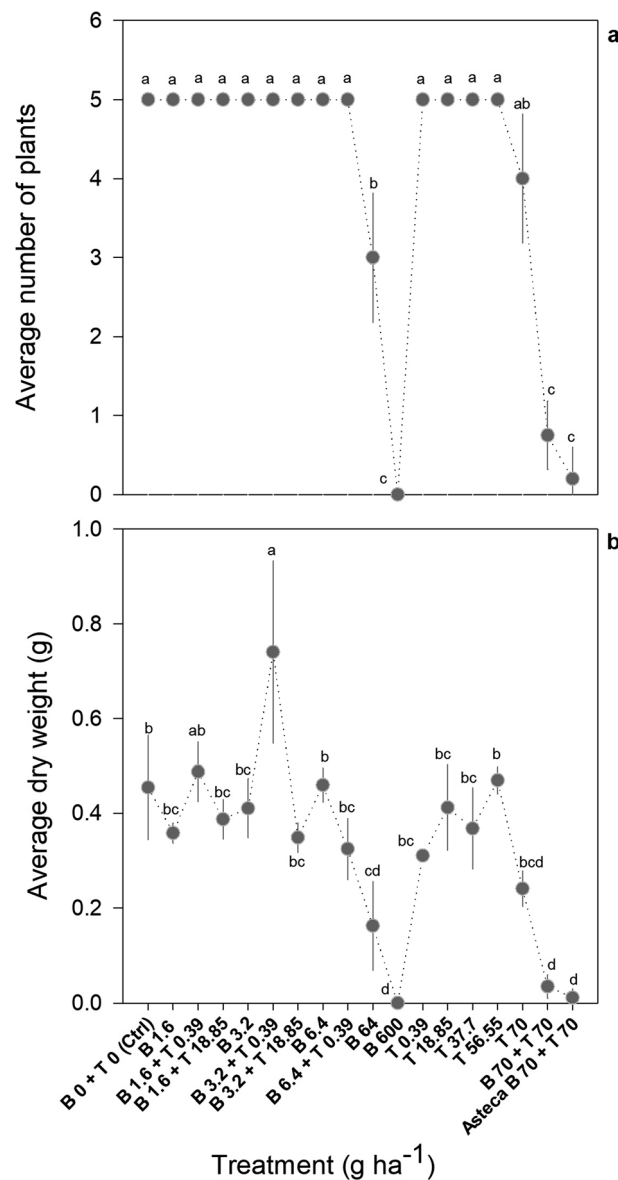 a
6
a a a a a a a a a a a a a
5
ab
4
b
3
2
1
c c
c
0
Average number of plants
b
1.0
a
0.8
0.6
b ab b bc bc b
bc bc bc bc
0.4
bc bc bc
bcd
cd
0.2
d d d
0.0
Average dry weight (g)
B 0 + T 0 (Ctrl)
B 1.6
B 1.6 + T 0.39
B 1.6 + T 18.85
B 3.2
B 3.2 + T 0.39
B 3.2 + T 18.85
B 6.4
B 6.4 + T 0.39
B 64
B 600
T 0.39
T 18.85
T 37.7
T 56.55
T 70
B 70 + T 70
Asteca B 70 + T 70
Treatment (g ha⁻¹)